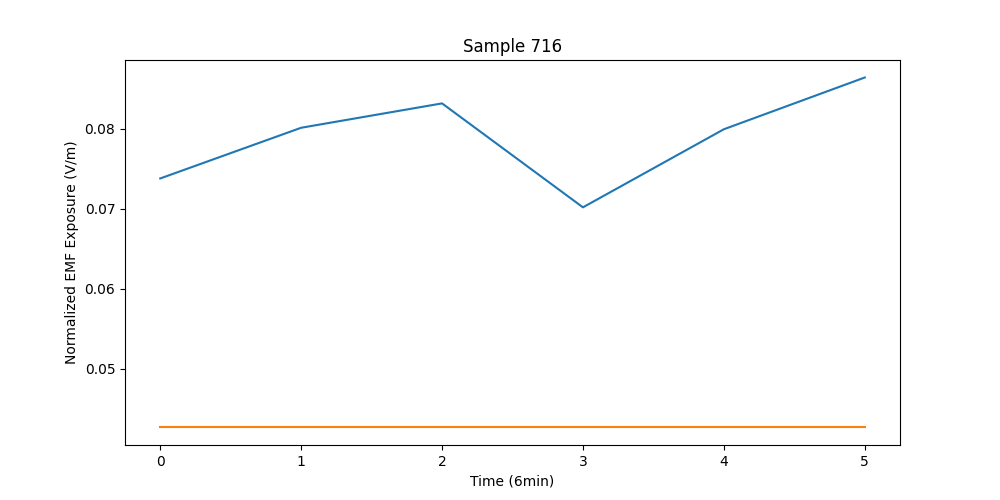 Sample 716
Normalized EMF Exposure (V/m)
0.08
0.07
0.06
0.05
0 1 2 3 4 5
Time (6min)